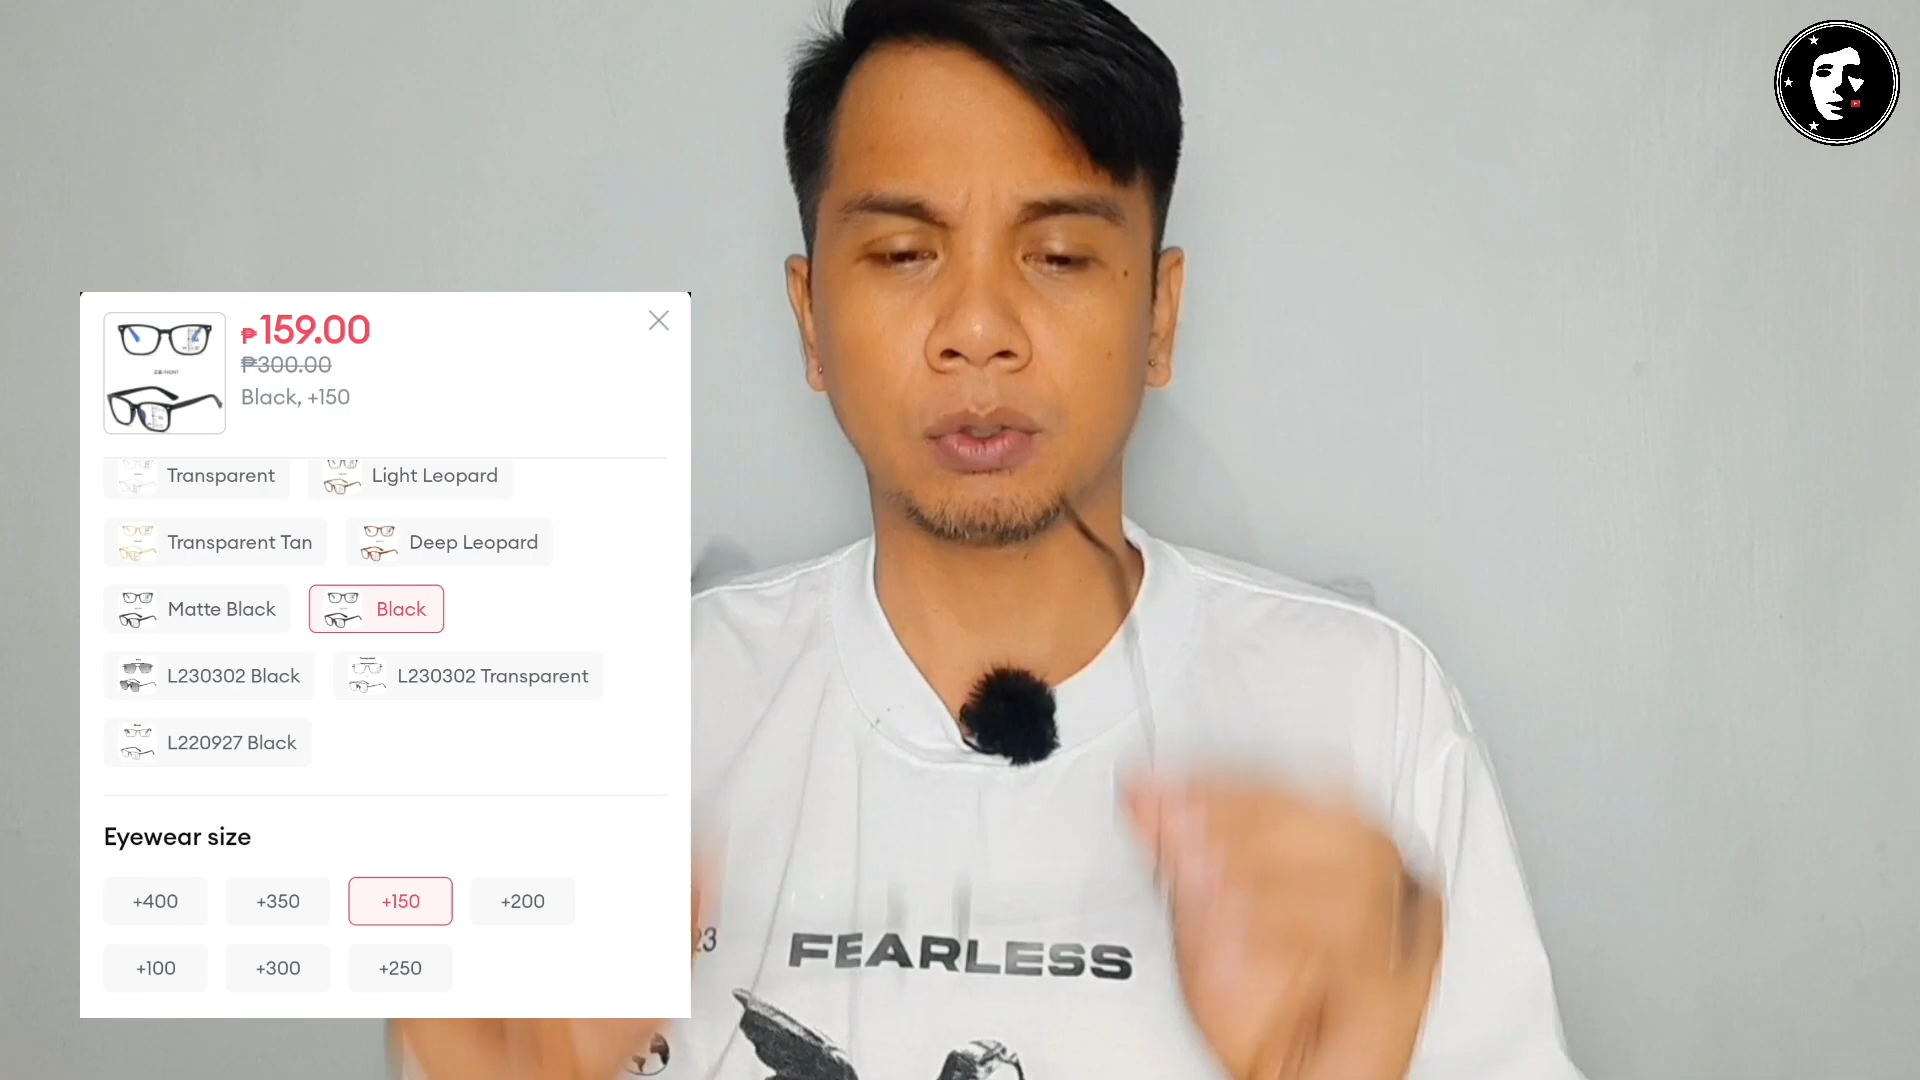 ₱159.00
₱300.00
Black, +150
Transparent
Light Leopard
Transparent Tan
Deep Leopard
Matte Black
Black
L230302 Black
L230302 Transparent
L220927 Black
Eyewear size
+400
+350
+150
+200
+100
+300
+250
23
FEARLESS